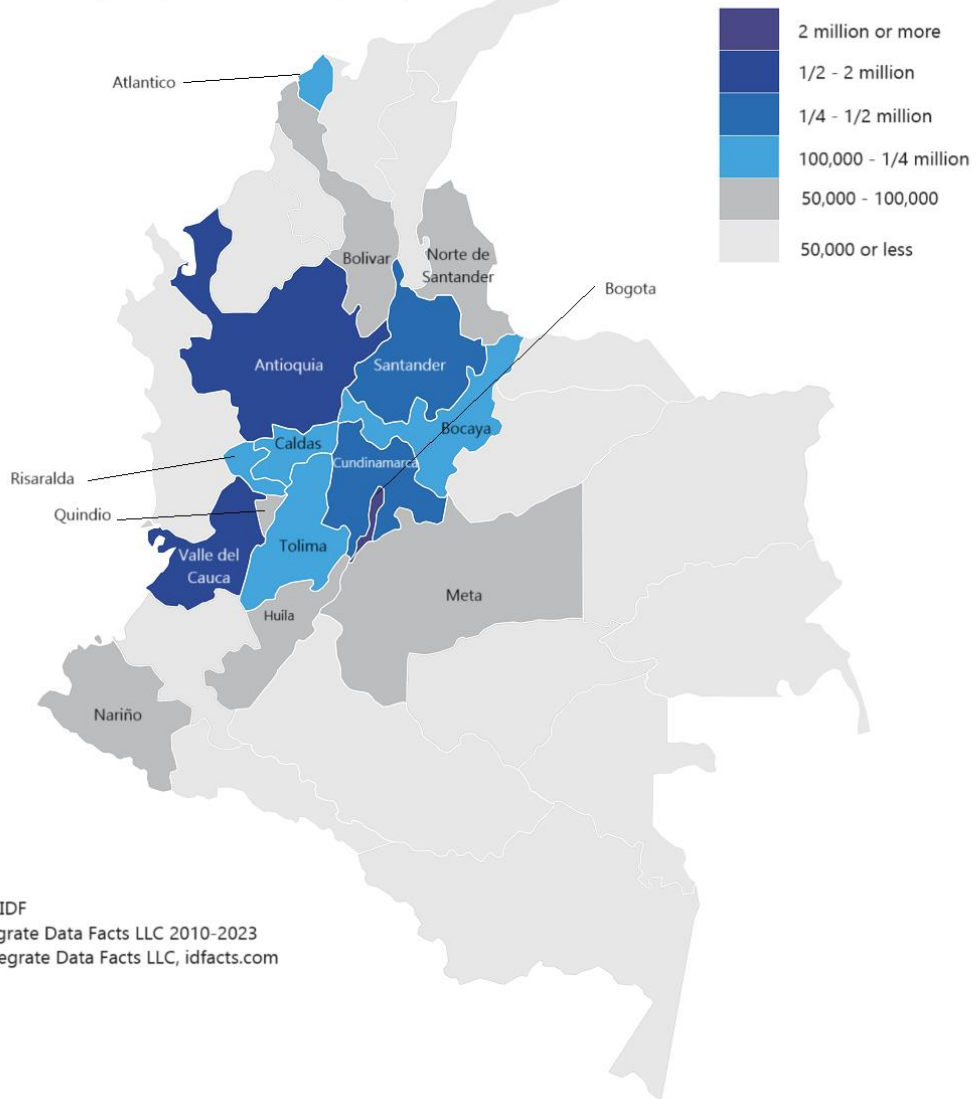 2 million or more
1/2 - 2 million
1/4 - 1/2 million
100,000 - 1/4 million
50,000 - 100,000
50,000 or less
Atlantico
Bolivar
Norte de
Santander
Bogota
Antioquia
Santander
Caldas
Bocaya
Cundinamarca
Risaralda
Quindio
Tolima
Valle del
Cauca
Meta
Huila
Nariño
IDF
grate Data Facts LLC 2010-2023
egrate Data Facts LLC, idfacts.com